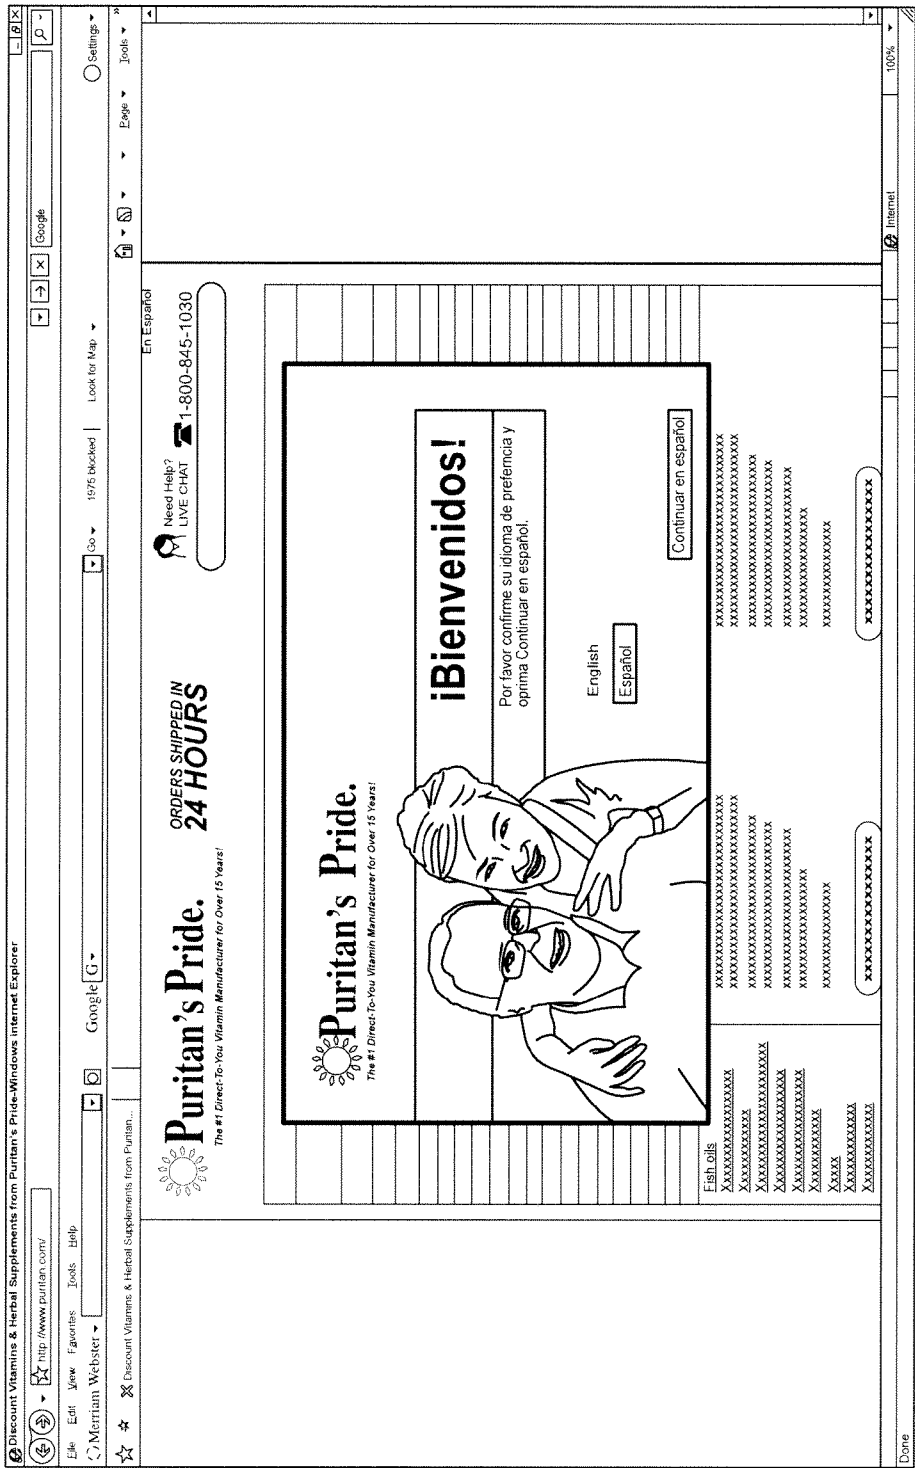 Discount Vitamins & Herbal Supplements from Puritan's Pride-Windows Internet Explorer
http://www.puritan.com/
Google
File Edit View Favorites Tools Help
Merriam Webster
Google G
Go
1975 blocked
Look for Map
Settings
Discount Vitamins & Herbal Supplements from Puritan...
Page
Tools
En Español
Puritan's Pride.
The #1 Direct-To-You Vitamin Manufacturer for Over 15 Years!
ORDERS SHIPPED IN
24 HOURS
Need Help?
LIVE CHAT
1-800-845-1030
Puritan's Pride.
The #1 Direct-To-You Vitamin Manufacturer for Over 15 Years!
¡Bienvenidos!
Por favor confirme su idioma de prefemcia y
oprima Continuar en español.
English
Español
Continuar en español
Fish oils
Done
Internet
100%